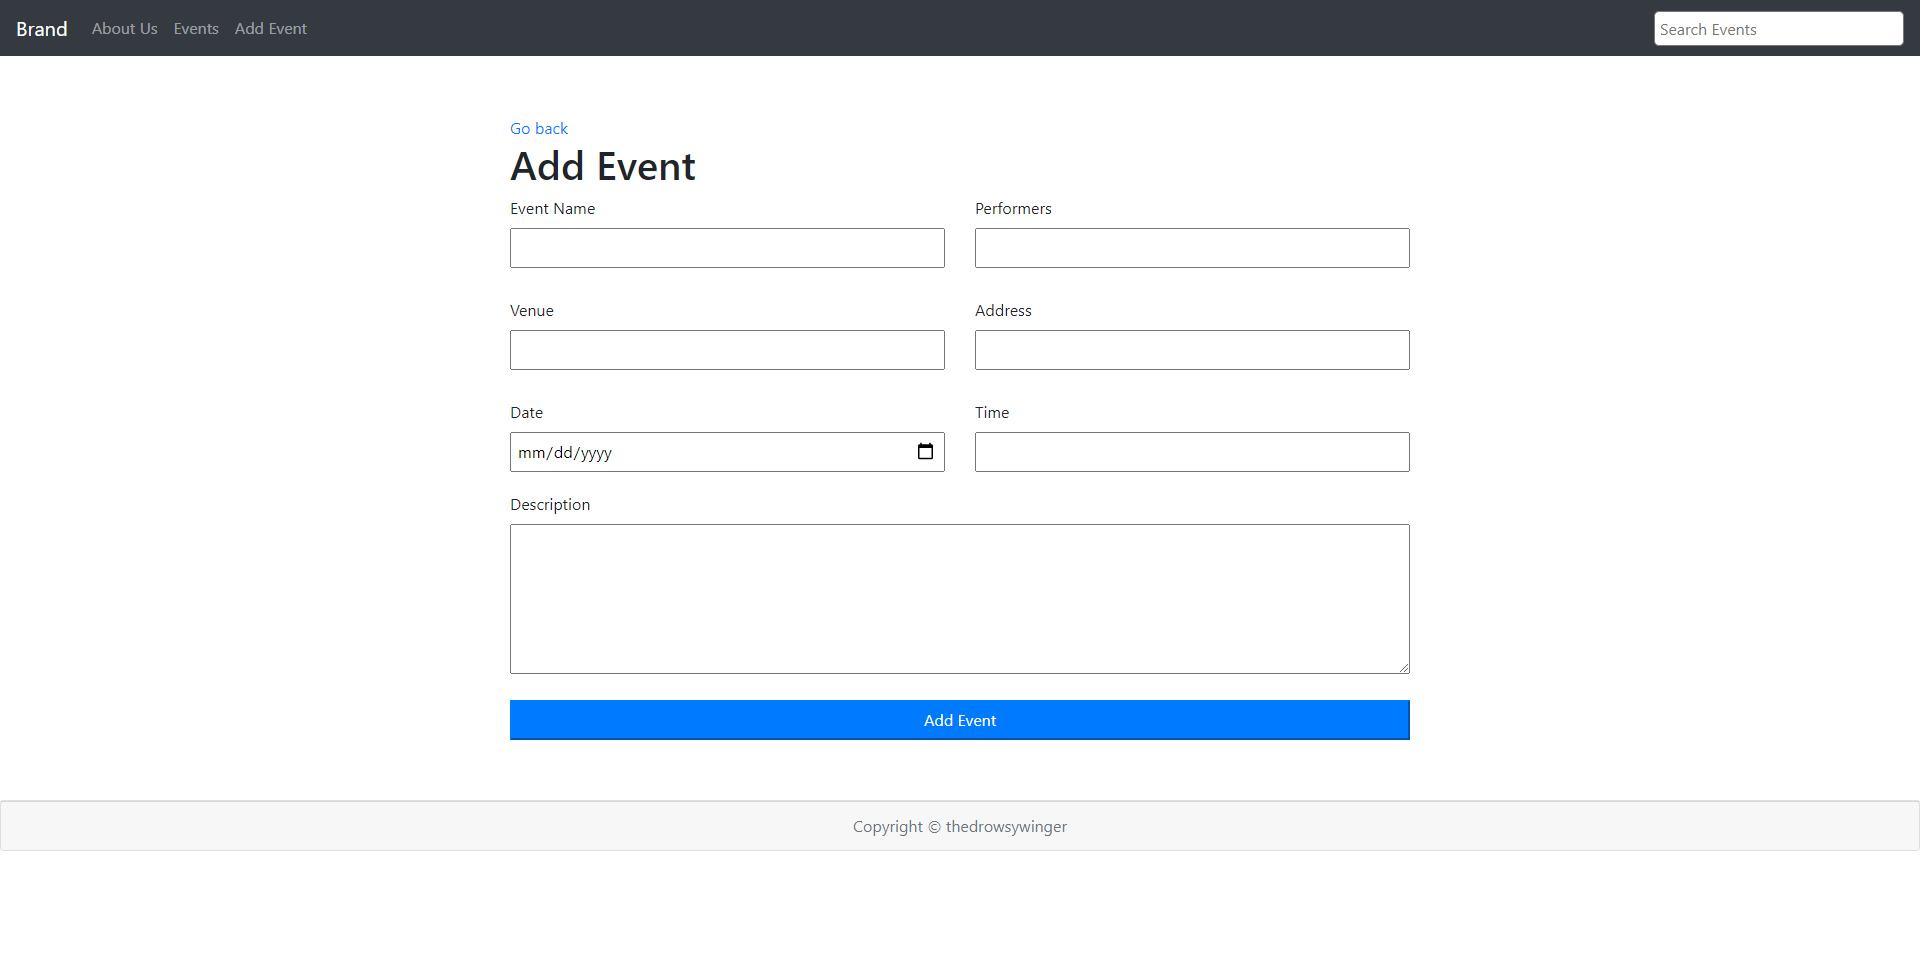 Brand About Us Events Add Event Search Events
Go back
Add Event
Event Name Performers
Venue Address
Date Time
mm/dd/yyyy
Description
Add Event
Copyright © thedrowsywinger